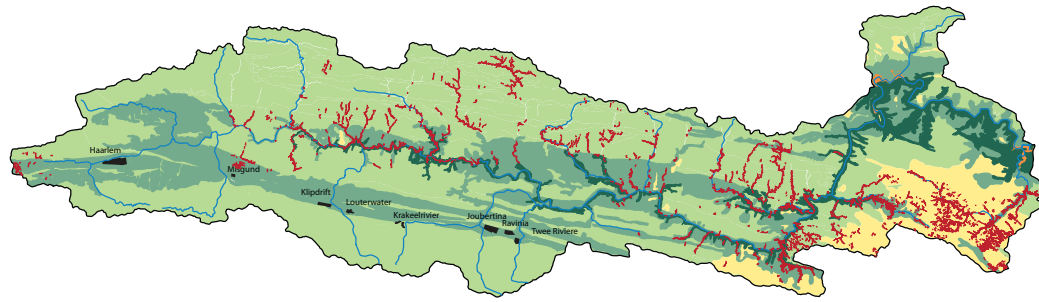 Haarlem
Misgund
Klipdrift
Louterwater
Krakeelrivier
Joubertina
Ravinia
Twee Riviere